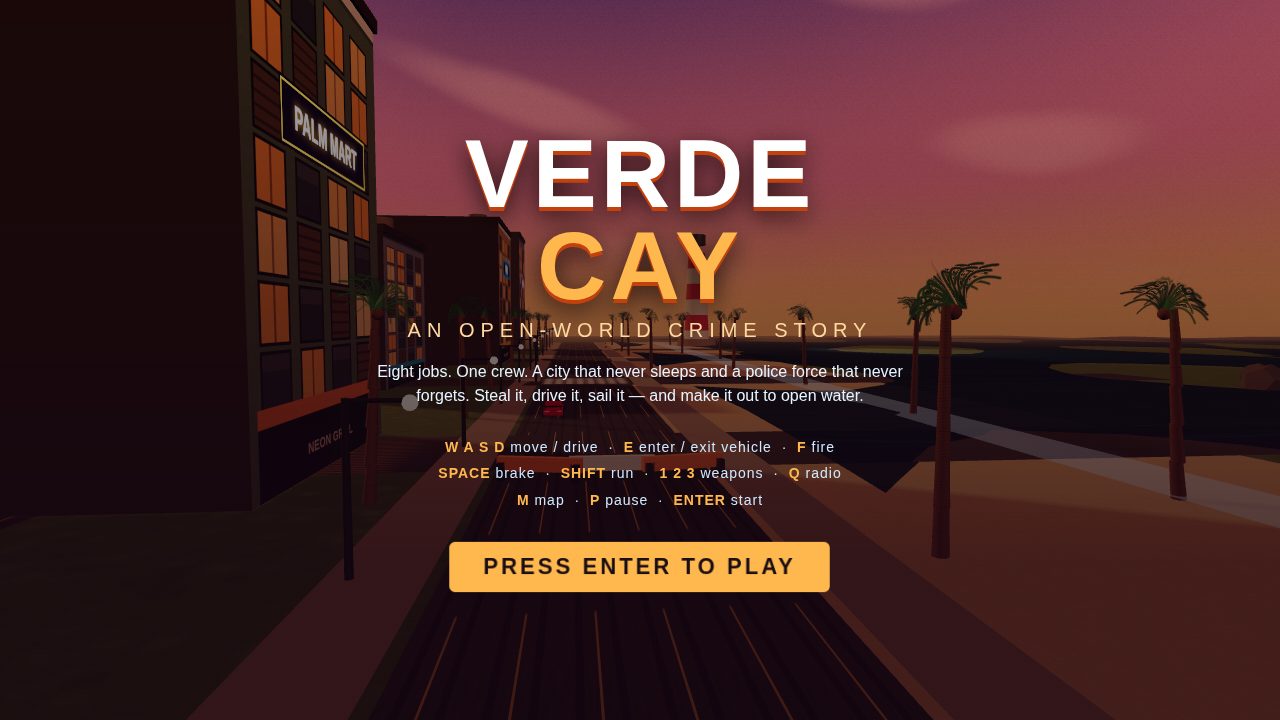 PALM MART
VERDE
CAY
AN OPEN-WORLD CRIME STORY
Eight jobs. One crew. A city that never sleeps and a police force that never
forgets. Steal it, drive it, sail it — and make it out to open water.
W A S D move / drive · E enter / exit vehicle · F fire
SPACE brake · SHIFT run · 1 2 3 weapons · Q radio
M map · P pause · ENTER start
NEON
PRESS ENTER TO PLAY